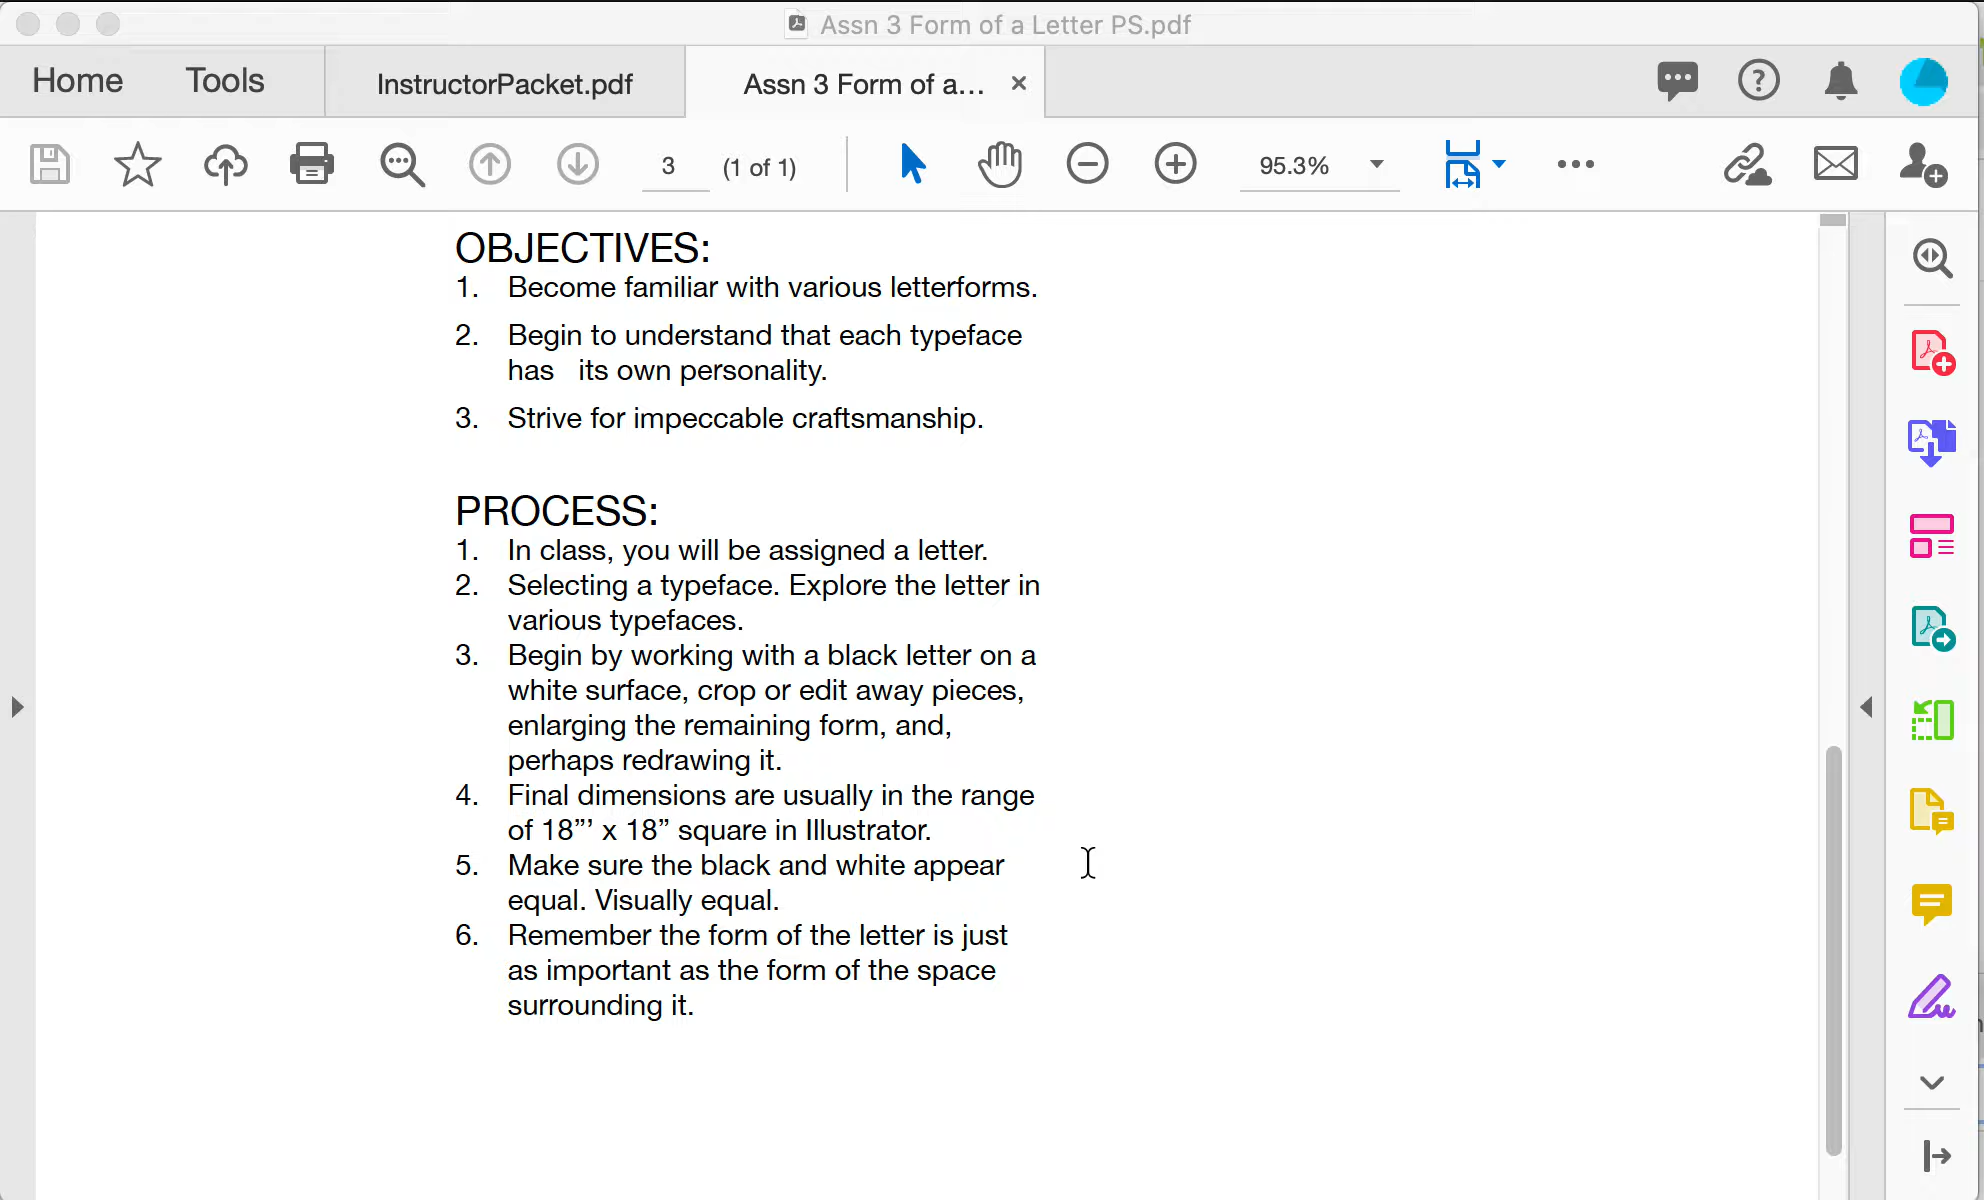 Assn 3 Form of a Letter PS.pdf
Home Tools InstructorPacket.pdf Assn 3 Form of a...
3 (1 of 1) 95.3%
OBJECTIVES:
1. Become familiar with various letterforms.
2. Begin to understand that each typeface
has its own personality.
3. Strive for impeccable craftsmanship.
PROCESS:
1. In class, you will be assigned a letter.
2. Selecting a typeface. Explore the letter in
various typefaces.
3. Begin by working with a black letter on a
white surface, crop or edit away pieces,
enlarging the remaining form, and,
perhaps redrawing it.
4. Final dimensions are usually in the range
of 18”’ x 18” square in Illustrator.
5. Make sure the black and white appear
equal. Visually equal.
6. Remember the form of the letter is just
as important as the form of the space
surrounding it.